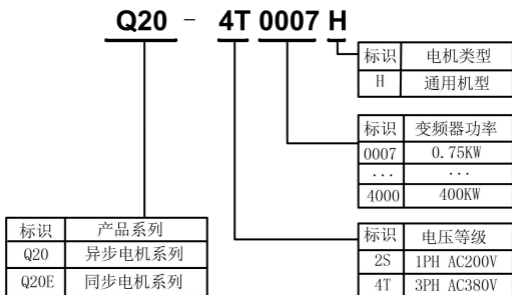 Q20 - 4T 0007 H
标识 电机类型
H 通用机型
标识 变频器功率
0007 0.75KW
... ...
4000 400KW
标识 产品系列
Q20 异步电机系列
Q20E 同步电机系列
标识 电压等级
2S 1PH AC200V
4T 3PH AC380V